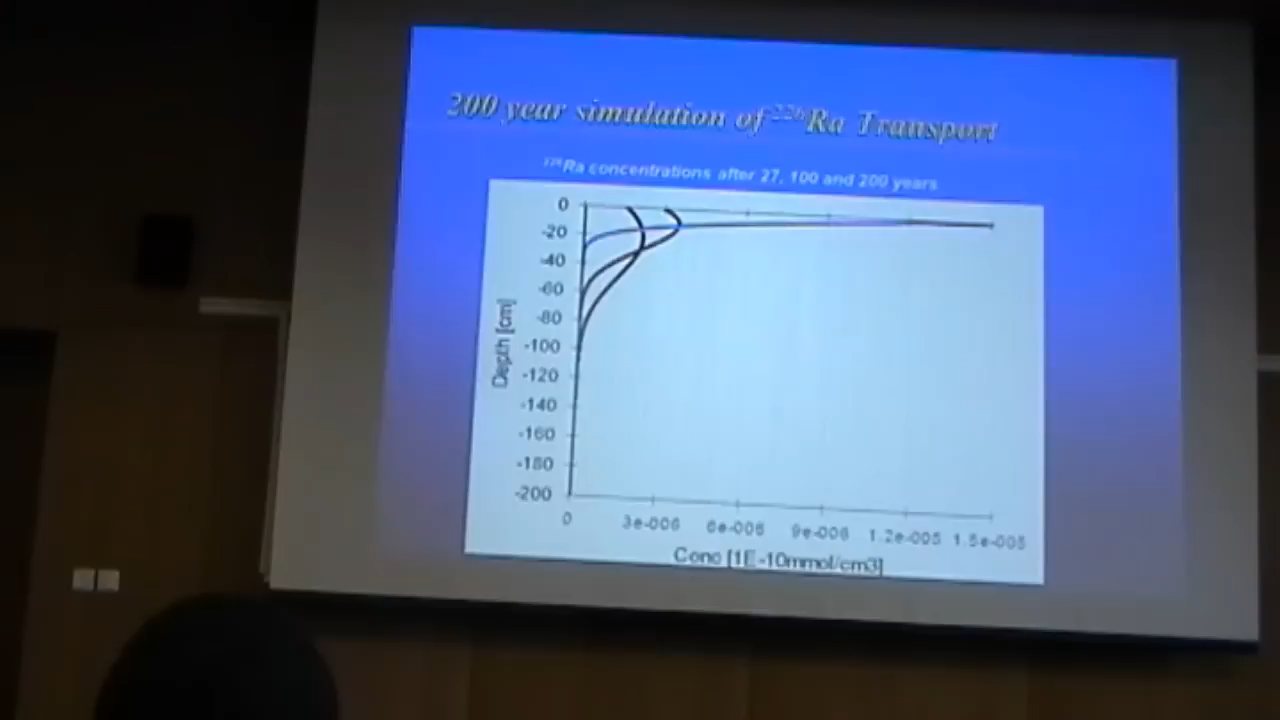 200 year simulation of ²²⁶Ra Transport
²²⁶Ra concentrations after 27, 100 and 200 years
0
-20
-40
-60
-80
-100
-120
-140
-160
-180
-200
Depth [cm]
0 3e-006 6e-006 9e-006 1.2e-005 1.5e-005
Conc [1E-10mmol/cm3]